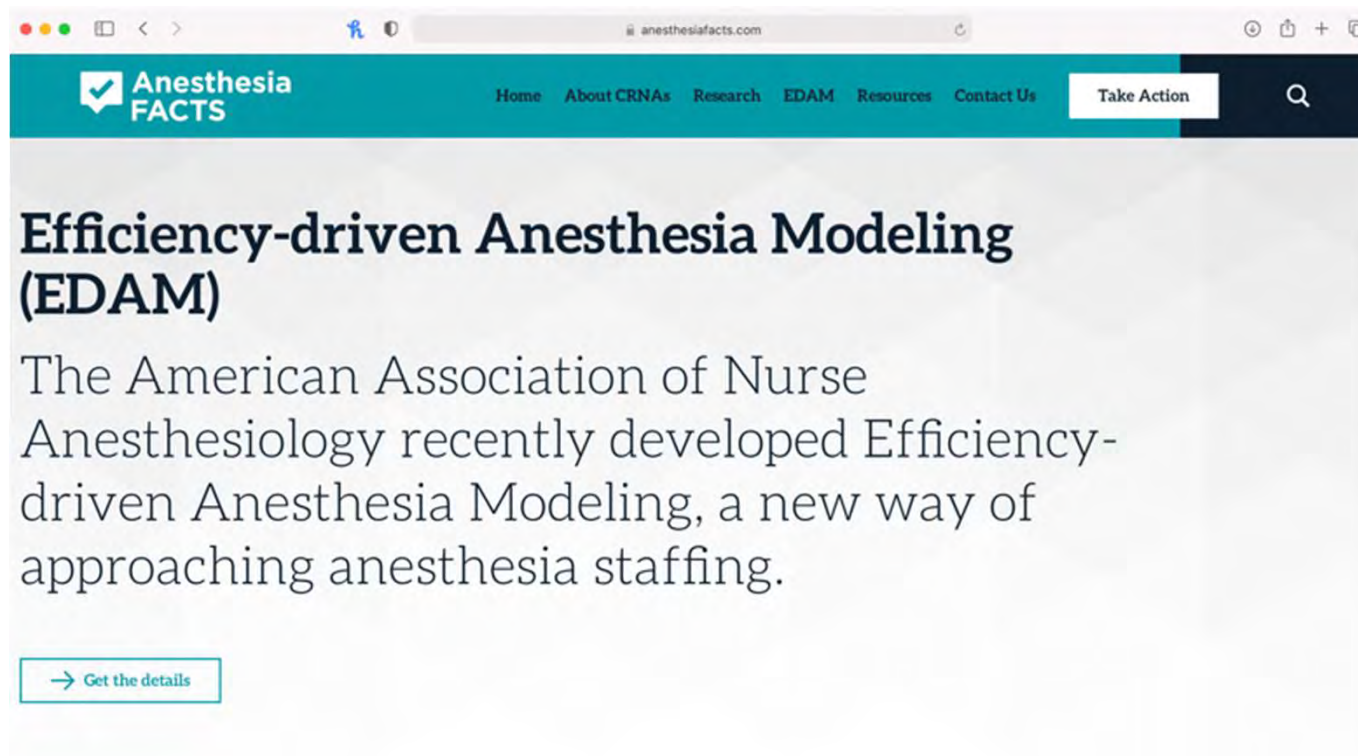 anesthesiafacts.com
Anesthesia
FACTS
Home About CRNAs Research EDAM Resources Contact Us Take Action
Efficiency-driven Anesthesia Modeling
(EDAM)
The American Association of Nurse
Anesthesiology recently developed Efficiency-
driven Anesthesia Modeling, a new way of
approaching anesthesia staffing.
→ Get the details